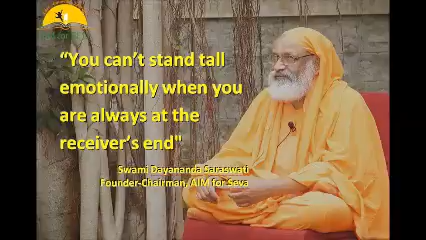 “You can’t stand tall
emotionally when you
are always at the
receiver’s end"
Swami Dayananda Saraswati
Founder-Chairman, AIM for Seva